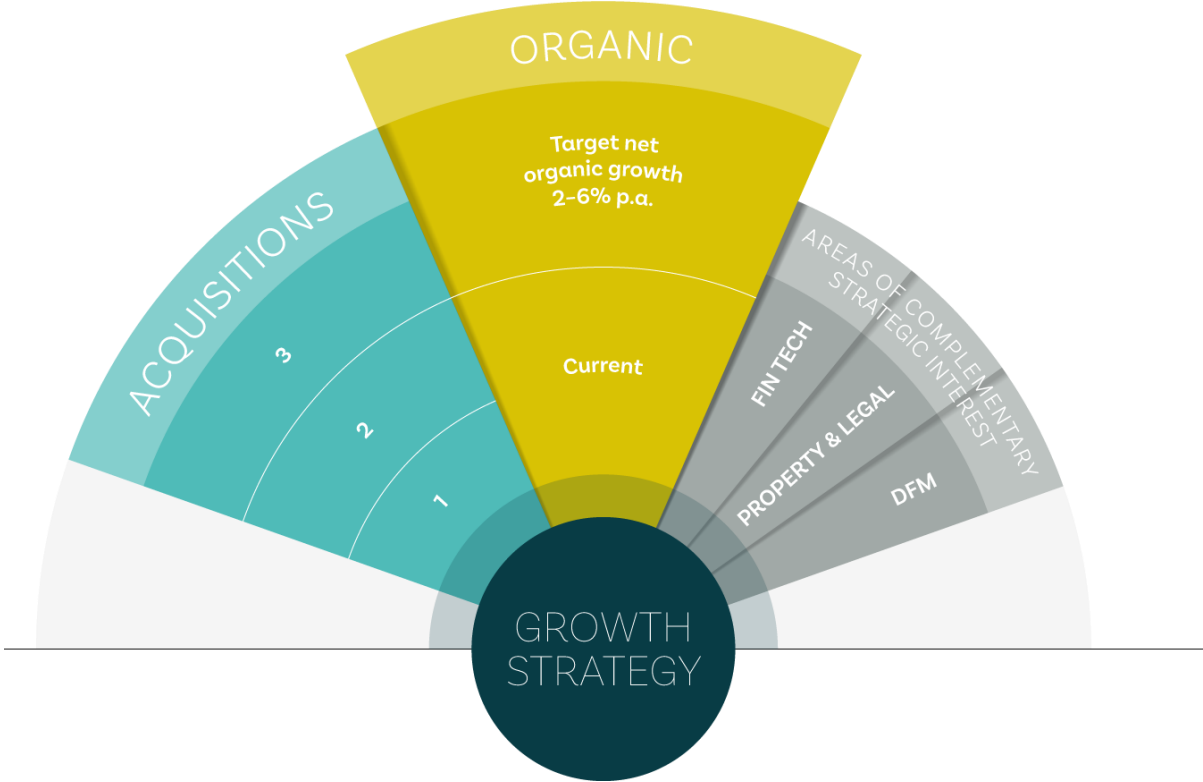 ORGANIC
Target net
organic growth
2–6% p.a.
Current
ACQUISITIONS
3
2
1
AREAS OF COMPLEMENTARY
STRATEGIC INTEREST
FIN TECH
PROPERTY & LEGAL
DFM
GROWTH
STRATEGY